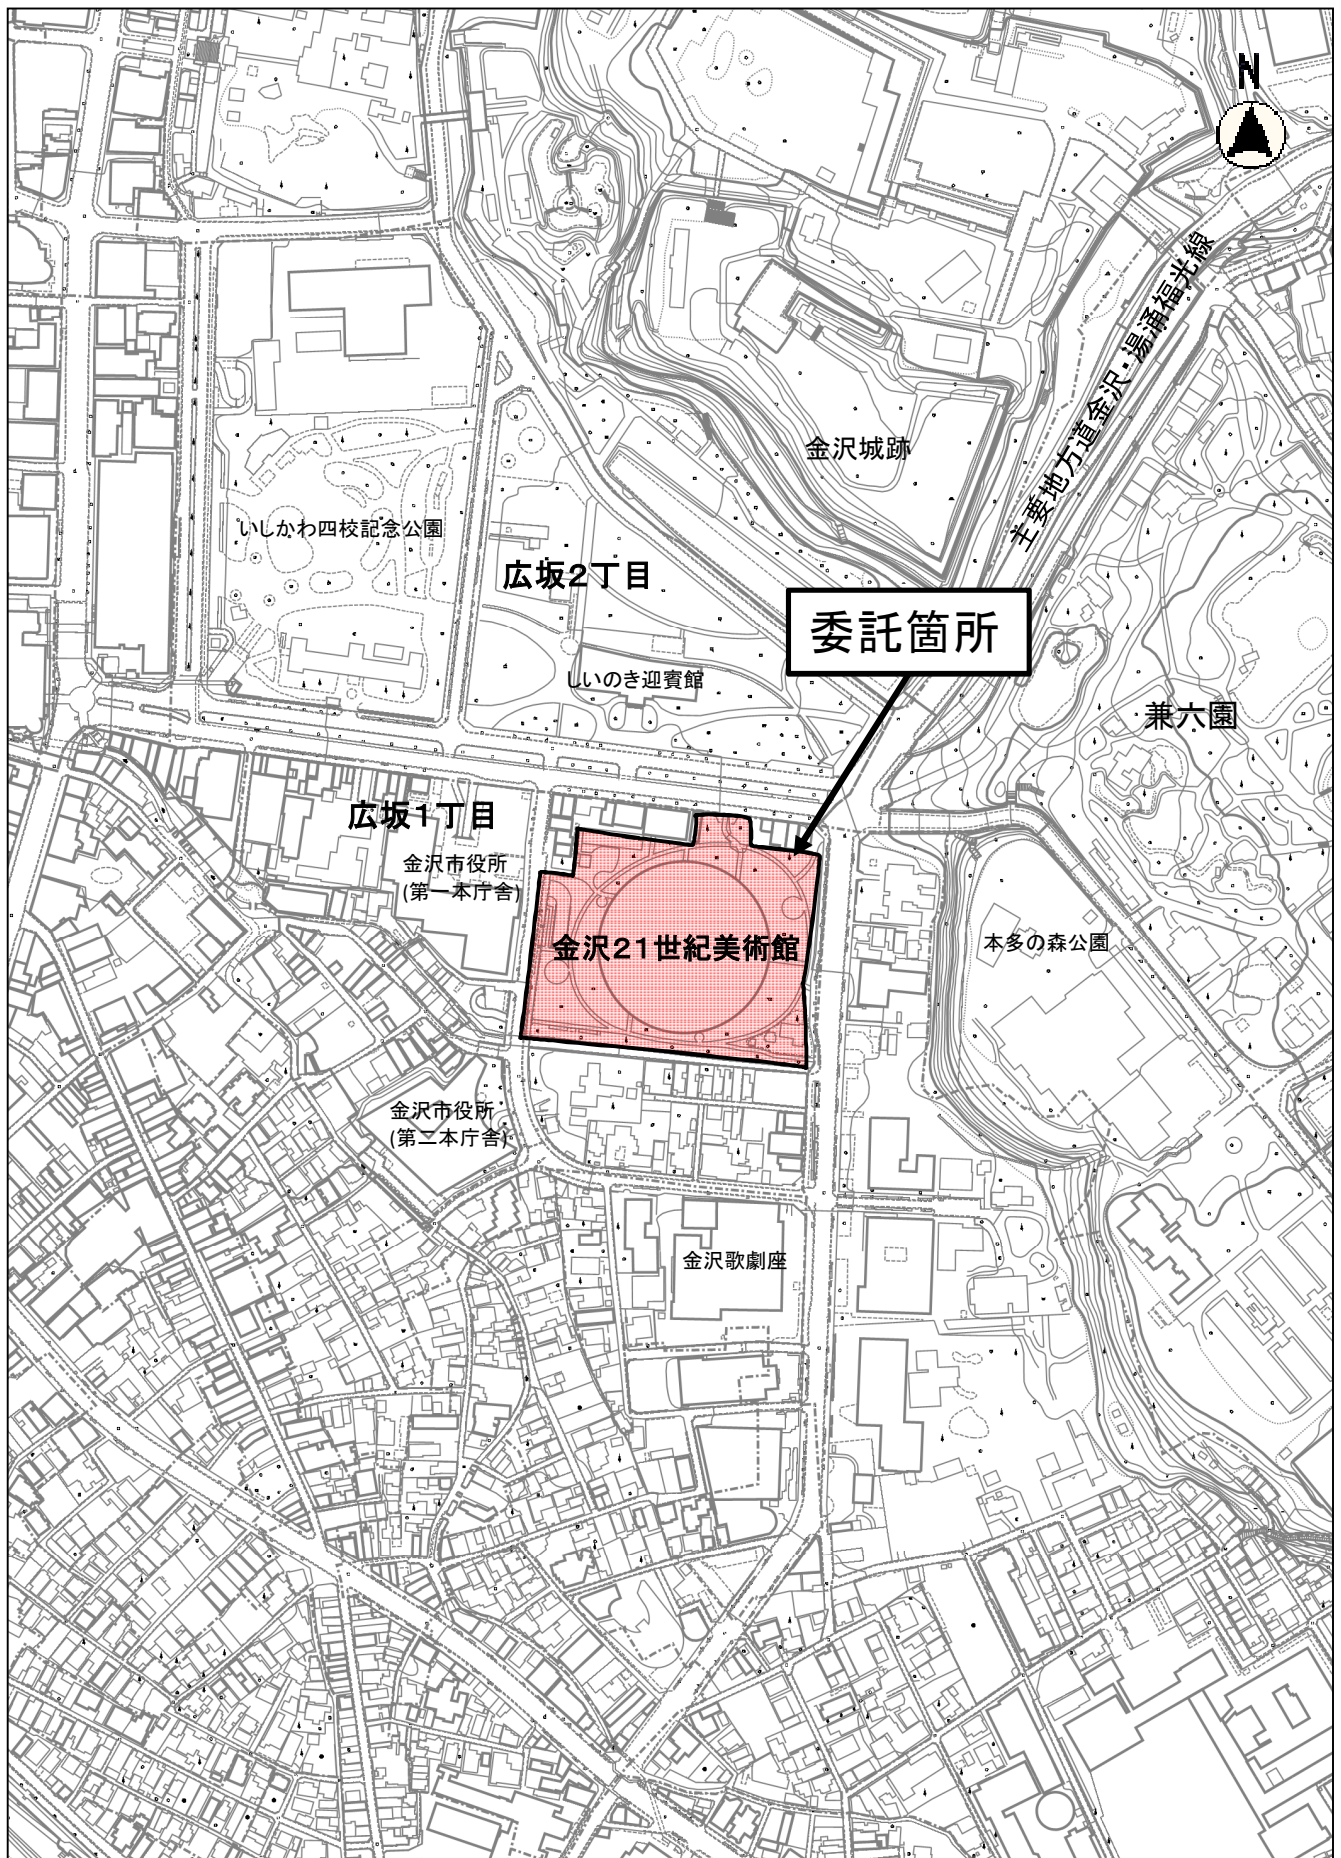 N
主要地方道金沢・湯涌福光線
金沢城跡
いしかわ四校記念公園
広坂2丁目
委託箇所
しいのき迎賓館
兼六園
広坂1丁目
金沢市役所
(第一本庁舎)
金沢21世紀美術館
本多の森公園
金沢市役所
(第二本庁舎)
金沢歌劇座